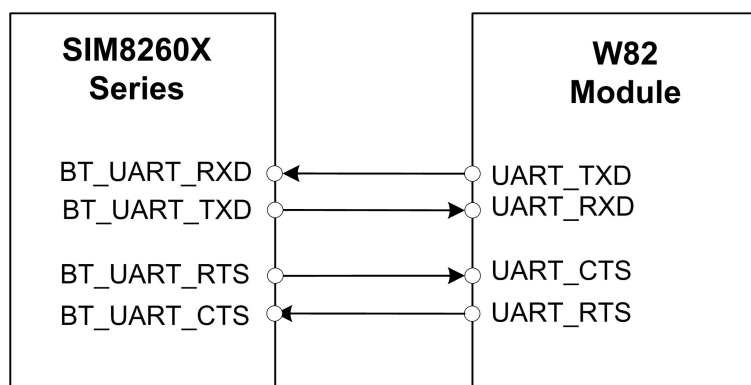 SIM8260X
Series
BT_UART_RXD
BT_UART_TXD
BT_UART_RTS
BT_UART_CTS
W82
Module
UART_TXD
UART_RXD
UART_CTS
UART_RTS